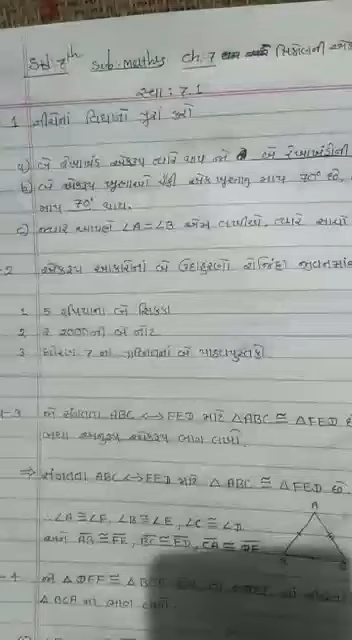 Std 7th Sub. maths Ch. 7 ત્રિકોણની
સ્વા : 7.1
1 નીચેનાં વિધાનો પુરાં કરો
a) બે રેખાખંડ એકરૂપ ત્યારે થાય જો બે રેખાખંડોની
b) બે એકરૂપ ખૂણાઓ પૈકી એક ખૂણાનું માપ 70° છે,
માપ 70° થાય.
c) જ્યારે આપણે ∠A = ∠B એમ લખીએ, ત્યારે
2 એકરૂપ આકારોનાં બે ઉદાહરણો રોજિંદા જીવનમાં
1 5 રૂપિયાના બે સિક્કા
2 ₹ 2000ની બે નોટ
3 ધોરણ 7 નાં ગણિતનાં બે પાઠ્યપુસ્તકો
3 જો સંગતતા ABC ↔ FED માટે △ABC ≅ △FED
બધા અનુરૂપ એકરૂપ ભાગ લખો.
⇒ સંગતતા ABC ↔ FED માટે △ABC ≅ △FED છે
∴ ∠A ≅ ∠F, ∠B ≅ ∠E, ∠C ≅ ∠D
અને AB ≅ FE, BC ≅ ED, CA ≅ DF
A
4 જો △DEF ≅
△BCA નાં ભાગ લખો.